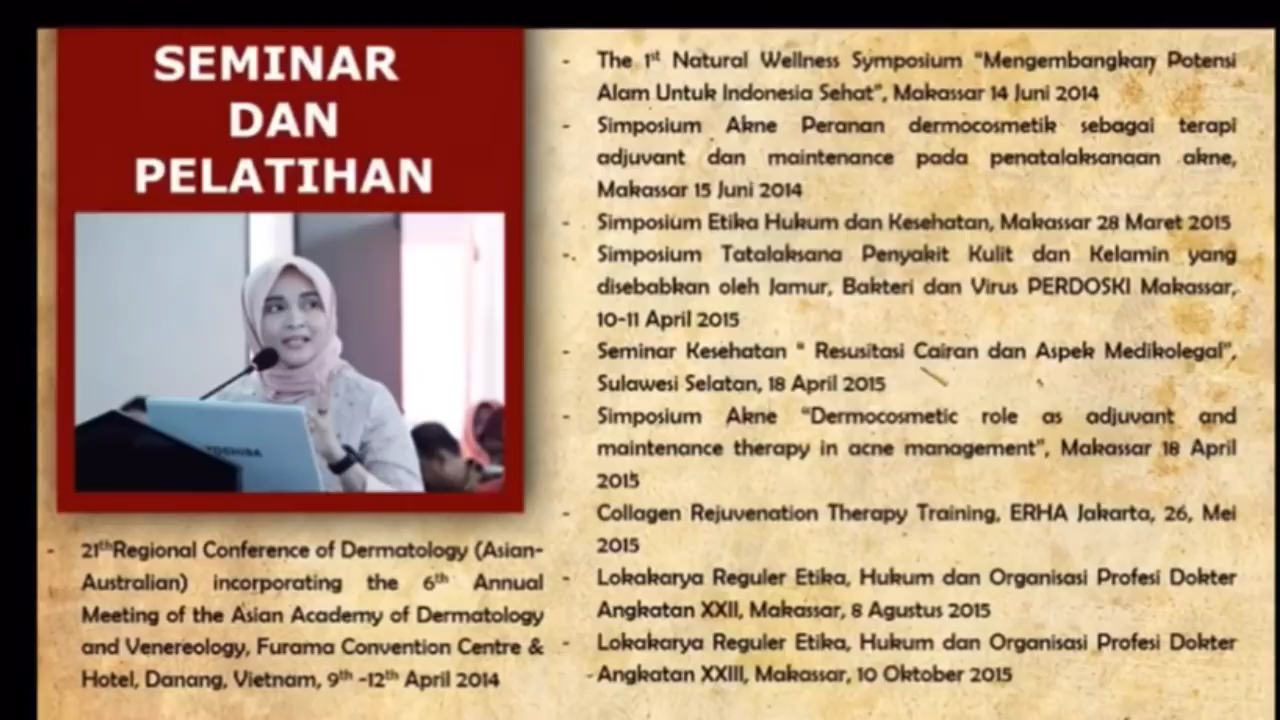 SEMINAR
DAN
PELATIHAN
TOSHIBA
- 21thRegional Conference of Dermatology (Asian-
Australian) incorporating the 6th Annual
Meeting of the Asian Academy of Dermatology
and Venereology, Furama Convention Centre &
Hotel, Danang, Vietnam, 9th -12th April 2014
- The 1st Natural Wellness Symposium "Mengembangkan Potensi
Alam Untuk Indonesia Sehat", Makassar 14 Juni 2014
- Simposium Akne Peranan dermocosmetik sebagai terapi
adjuvant dan maintenance pada penatalaksanaan akne,
Makassar 15 Juni 2014
- Simposium Etika Hukum dan Kesehatan, Makassar 28 Maret 2015
- Simposium Tatalaksana Penyakit Kulit dan Kelamin yang
disebabkan oleh Jamur, Bakteri dan Virus PERDOSKI Makassar,
10-11 April 2015
- Seminar Kesehatan " Resusitasi Cairan dan Aspek Medikolegal",
Sulawesi Selatan, 18 April 2015
- Simposium Akne "Dermocosmetic role as adjuvant and
maintenance therapy in acne management", Makassar 18 April
2015
- Collagen Rejuvenation Therapy Training, ERHA Jakarta, 26, Mei
2015
- Lokakarya Reguler Etika, Hukum dan Organisasi Profesi Dokter
Angkatan XXII, Makassar, 8 Agustus 2015
- Lokakarya Reguler Etika, Hukum dan Organisasi Profesi Dokter
Angkatan XXIII, Makassar, 10 Oktober 2015